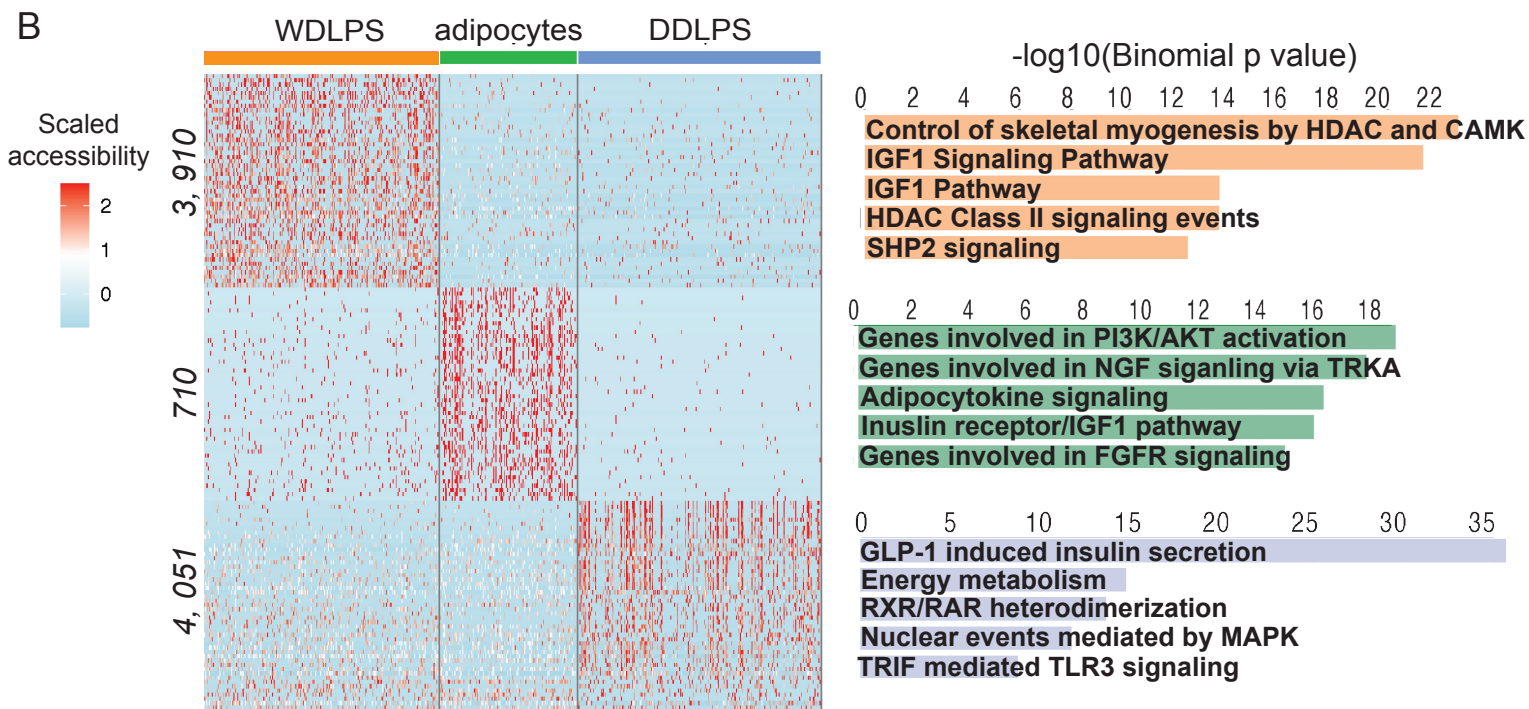 B
WDLPS adipocytes DDLPS
Scaled
accessibility
2
1
0
3, 910
710
4, 051
-log10(Binomial p value)
0 2 4 6 8 10 12 14 16 18 20 22
Control of skeletal myogenesis by HDAC and CAMK
IGF1 Signaling Pathway
IGF1 Pathway
HDAC Class II signaling events
SHP2 signaling
0 2 4 6 8 10 12 14 16 18
Genes involved in PI3K/AKT activation
Genes involved in NGF siganling via TRKA
Adipocytokine signaling
Inuslin receptor/IGF1 pathway
Genes involved in FGFR signaling
0 5 10 15 20 25 30 35
GLP-1 induced insulin secretion
Energy metabolism
RXR/RAR heterodimerization
Nuclear events mediated by MAPK
TRIF mediated TLR3 signaling